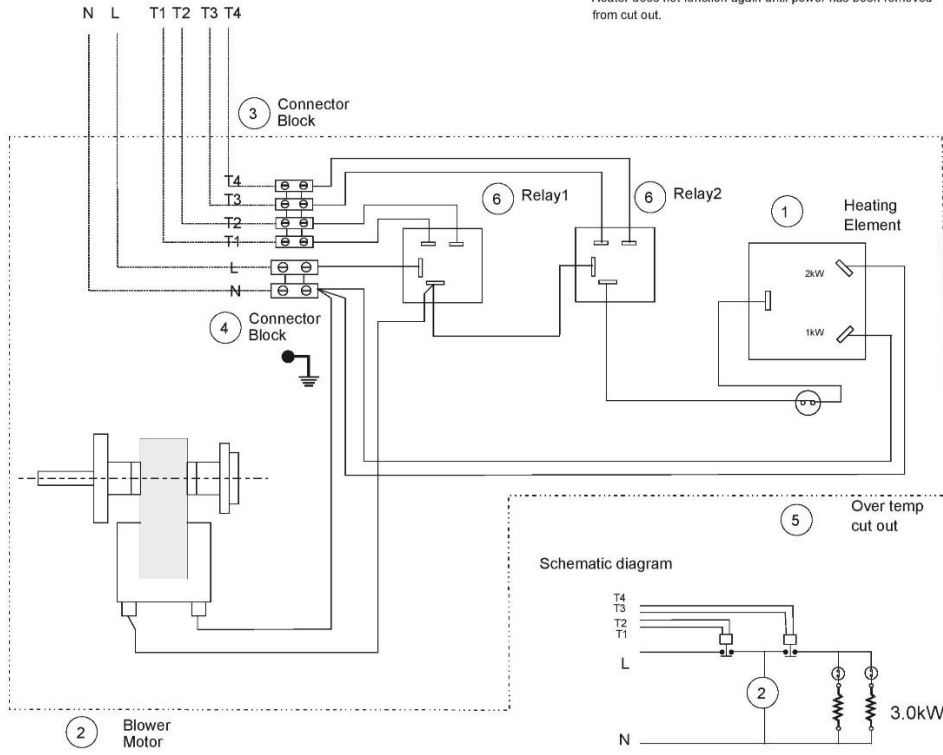 Heater does not function again until power has been removed
from cut out.
N L T1 T2 T3 T4
3 Connector
Block
T4
T3
T2
T1
L
N
6 Relay1
6 Relay2
1 Heating
Element
2kW
1kW
4 Connector
Block
5 Over temp
cut out
Schematic diagram
T4
T3
T2
T1
L
2
3.0kW
N
2 Blower
Motor